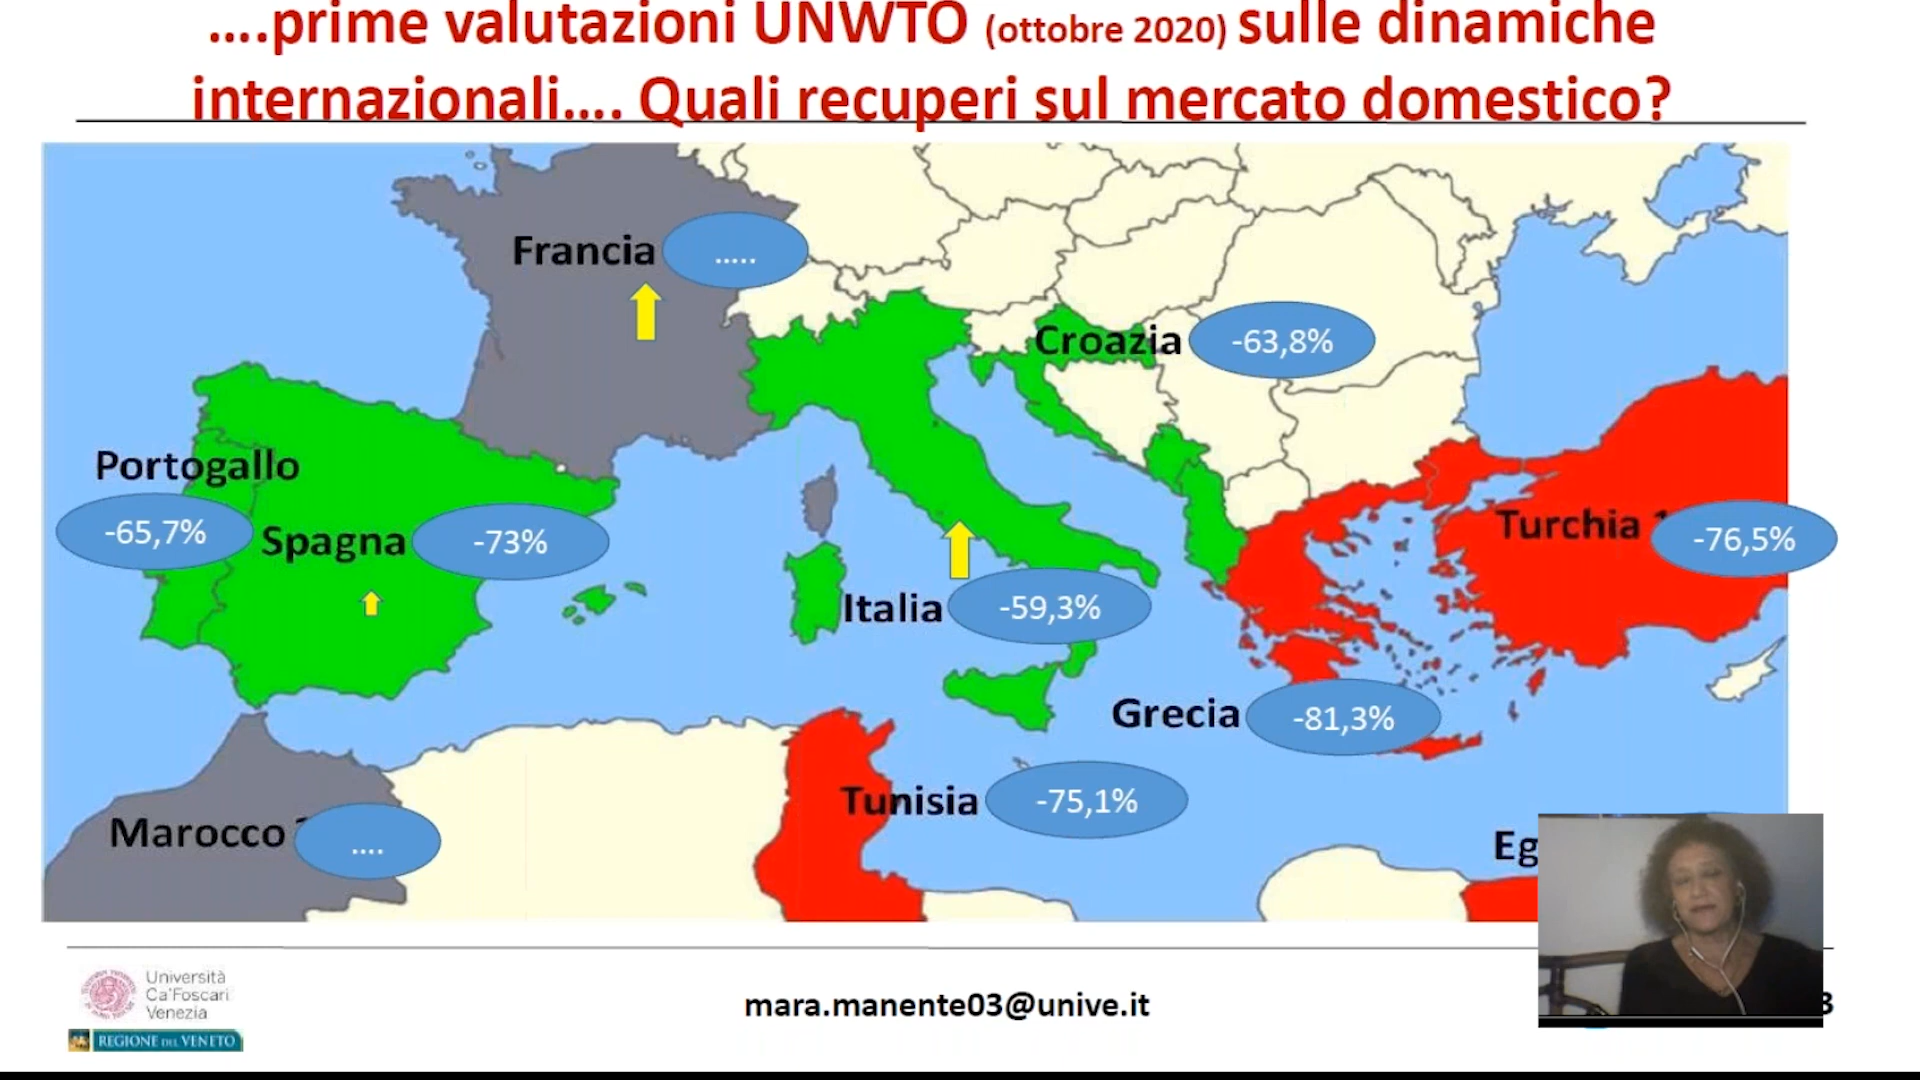 ....prime valutazioni UNWTO (ottobre 2020) sulle dinamiche
internazionali.... Quali recuperi sul mercato domestico?
Francia
.....
Croazia
-63,8%
Portogallo
-65,7%
Spagna
-73%
Turchia
-76,5%
Italia
-59,3%
Grecia
-81,3%
Tunisia
-75,1%
Marocco
....
Eg
Università
Ca'Foscari
Venezia
REGIONE DEL VENETO
mara.manente03@unive.it
3